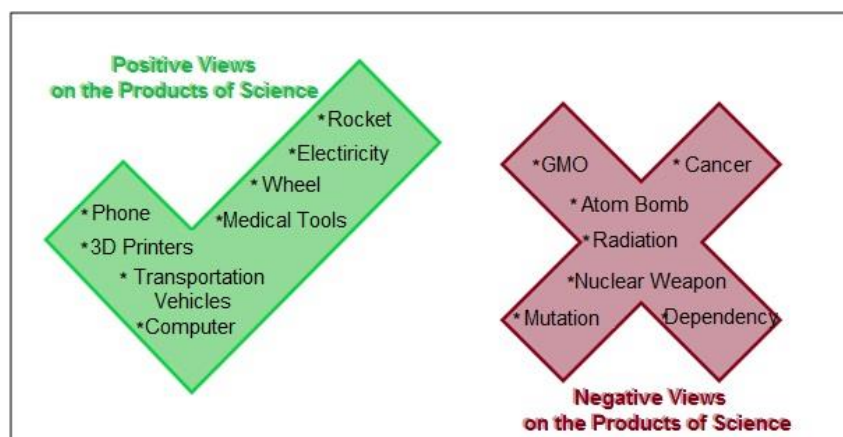 Positive Views
on the Products of Science
*Rocket
*Electiricity
* Wheel
*Medical Tools
*Phone
*3D Printers
* Transportation
Vehicles
*Computer
*GMO
* Cancer
* Atom Bomb
*Radiation
*Nuclear Weapon
* Mutation
*Dependency
Negative Views
on the Products of Science